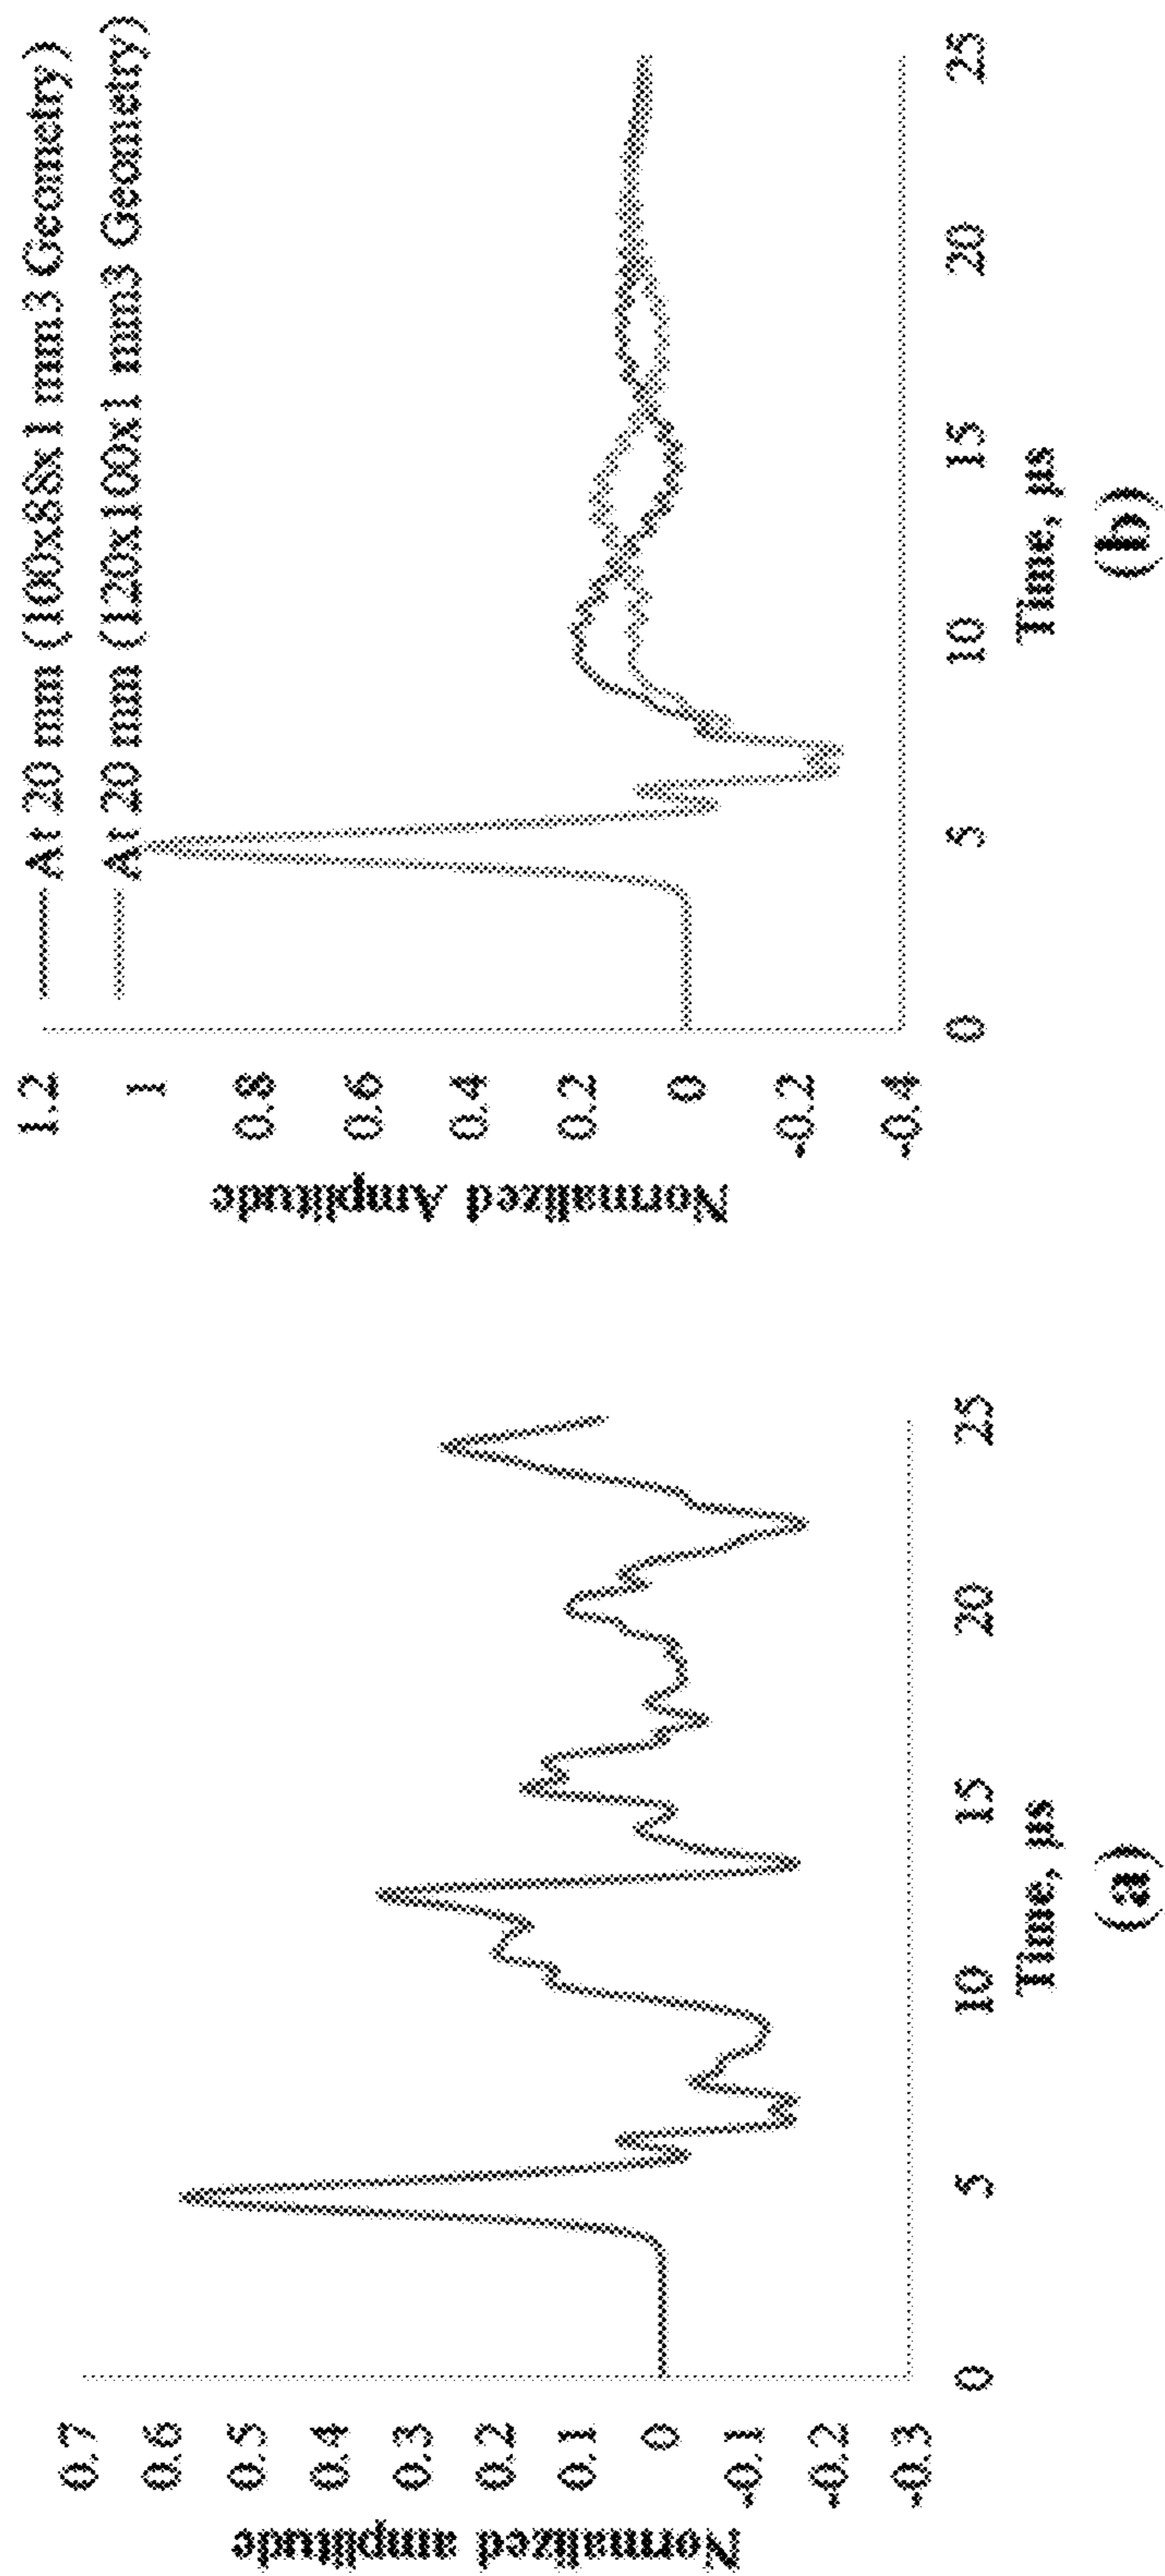 Normalized amplitude
0.7
0.6
0.5
0.4
0.3
0.2
0.1
0
-0.1
-0.2
-0.3
0 5 10 15 20 25
Time, µs
(a)
At 20 mm (100x88x1 mm3 Geometry)
At 20 mm (120x100x1 mm3 Geometry)
Normalized Amplitude
1.2
1
0.8
0.6
0.4
0.2
0
-0.2
-0.4
0 5 10 15 20 25
Time, µs
(b)